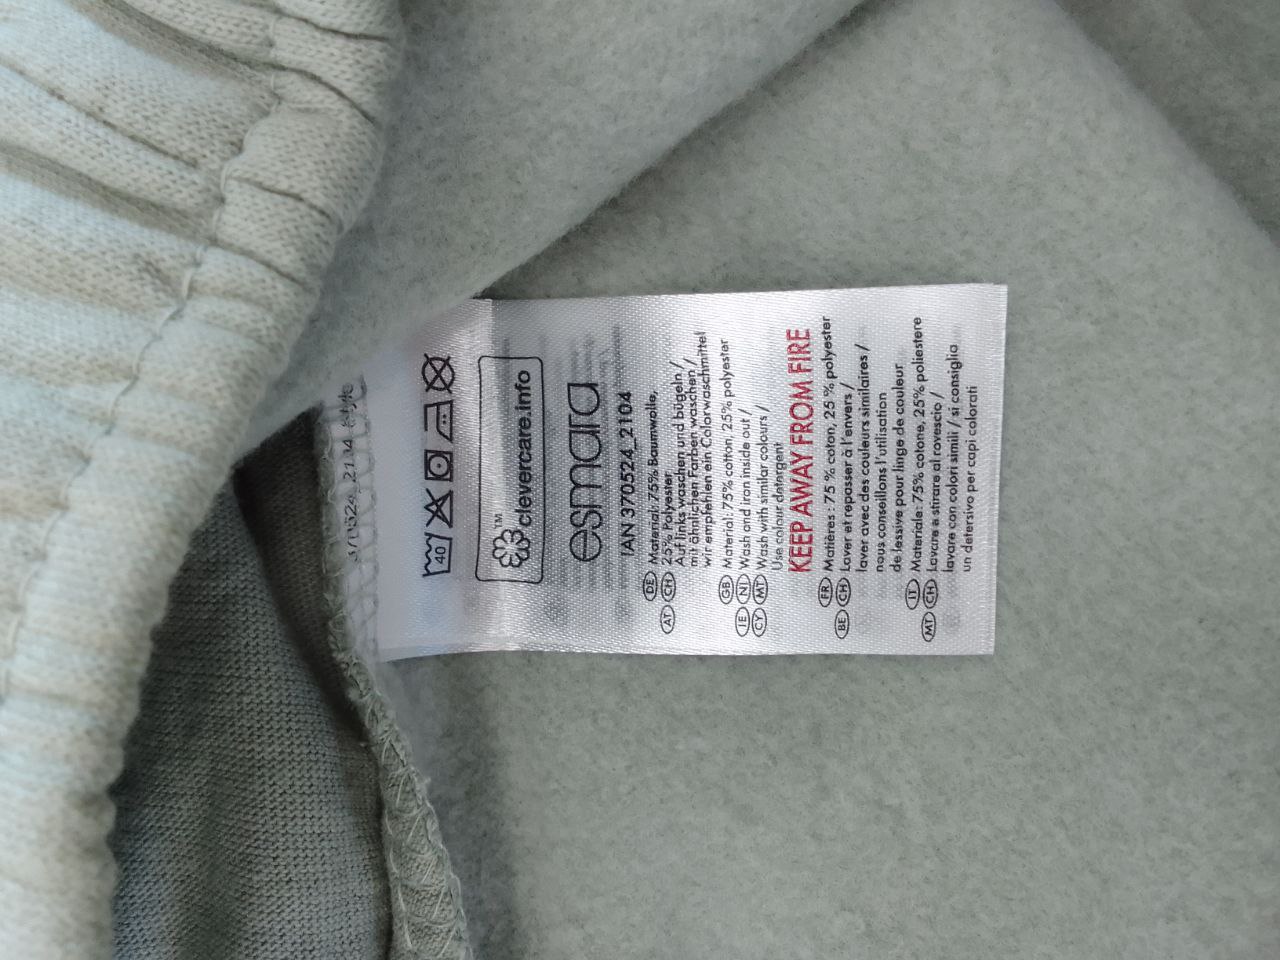 40
clevercare.info™
esmara
IAN 370524_2104
DE Material: 75% Baumwolle,
AT CH 25% Polyester
Auf links waschen und bügeln /
mit ähnlichen Farben waschen /
wir empfehlen ein Colorwaschmittel
GB Material: 75% cotton, 25% polyester
IE NI Wash and iron inside out /
CY MT Wash with similar colours /
Use colour detergent
KEEP AWAY FROM FIRE
FR Matières : 75 % coton, 25 % polyester
BE CH Laver et repasser à l'envers /
laver avec des couleurs similaires /
nous conseillons l'utilisation
de lessive pour linge de couleur
IT Materiale: 75% cotone, 25% poliestere
MT CH Lavare e stirare al rovescio /
lavare con colori simili / si consiglia
un detersivo per capi colorati